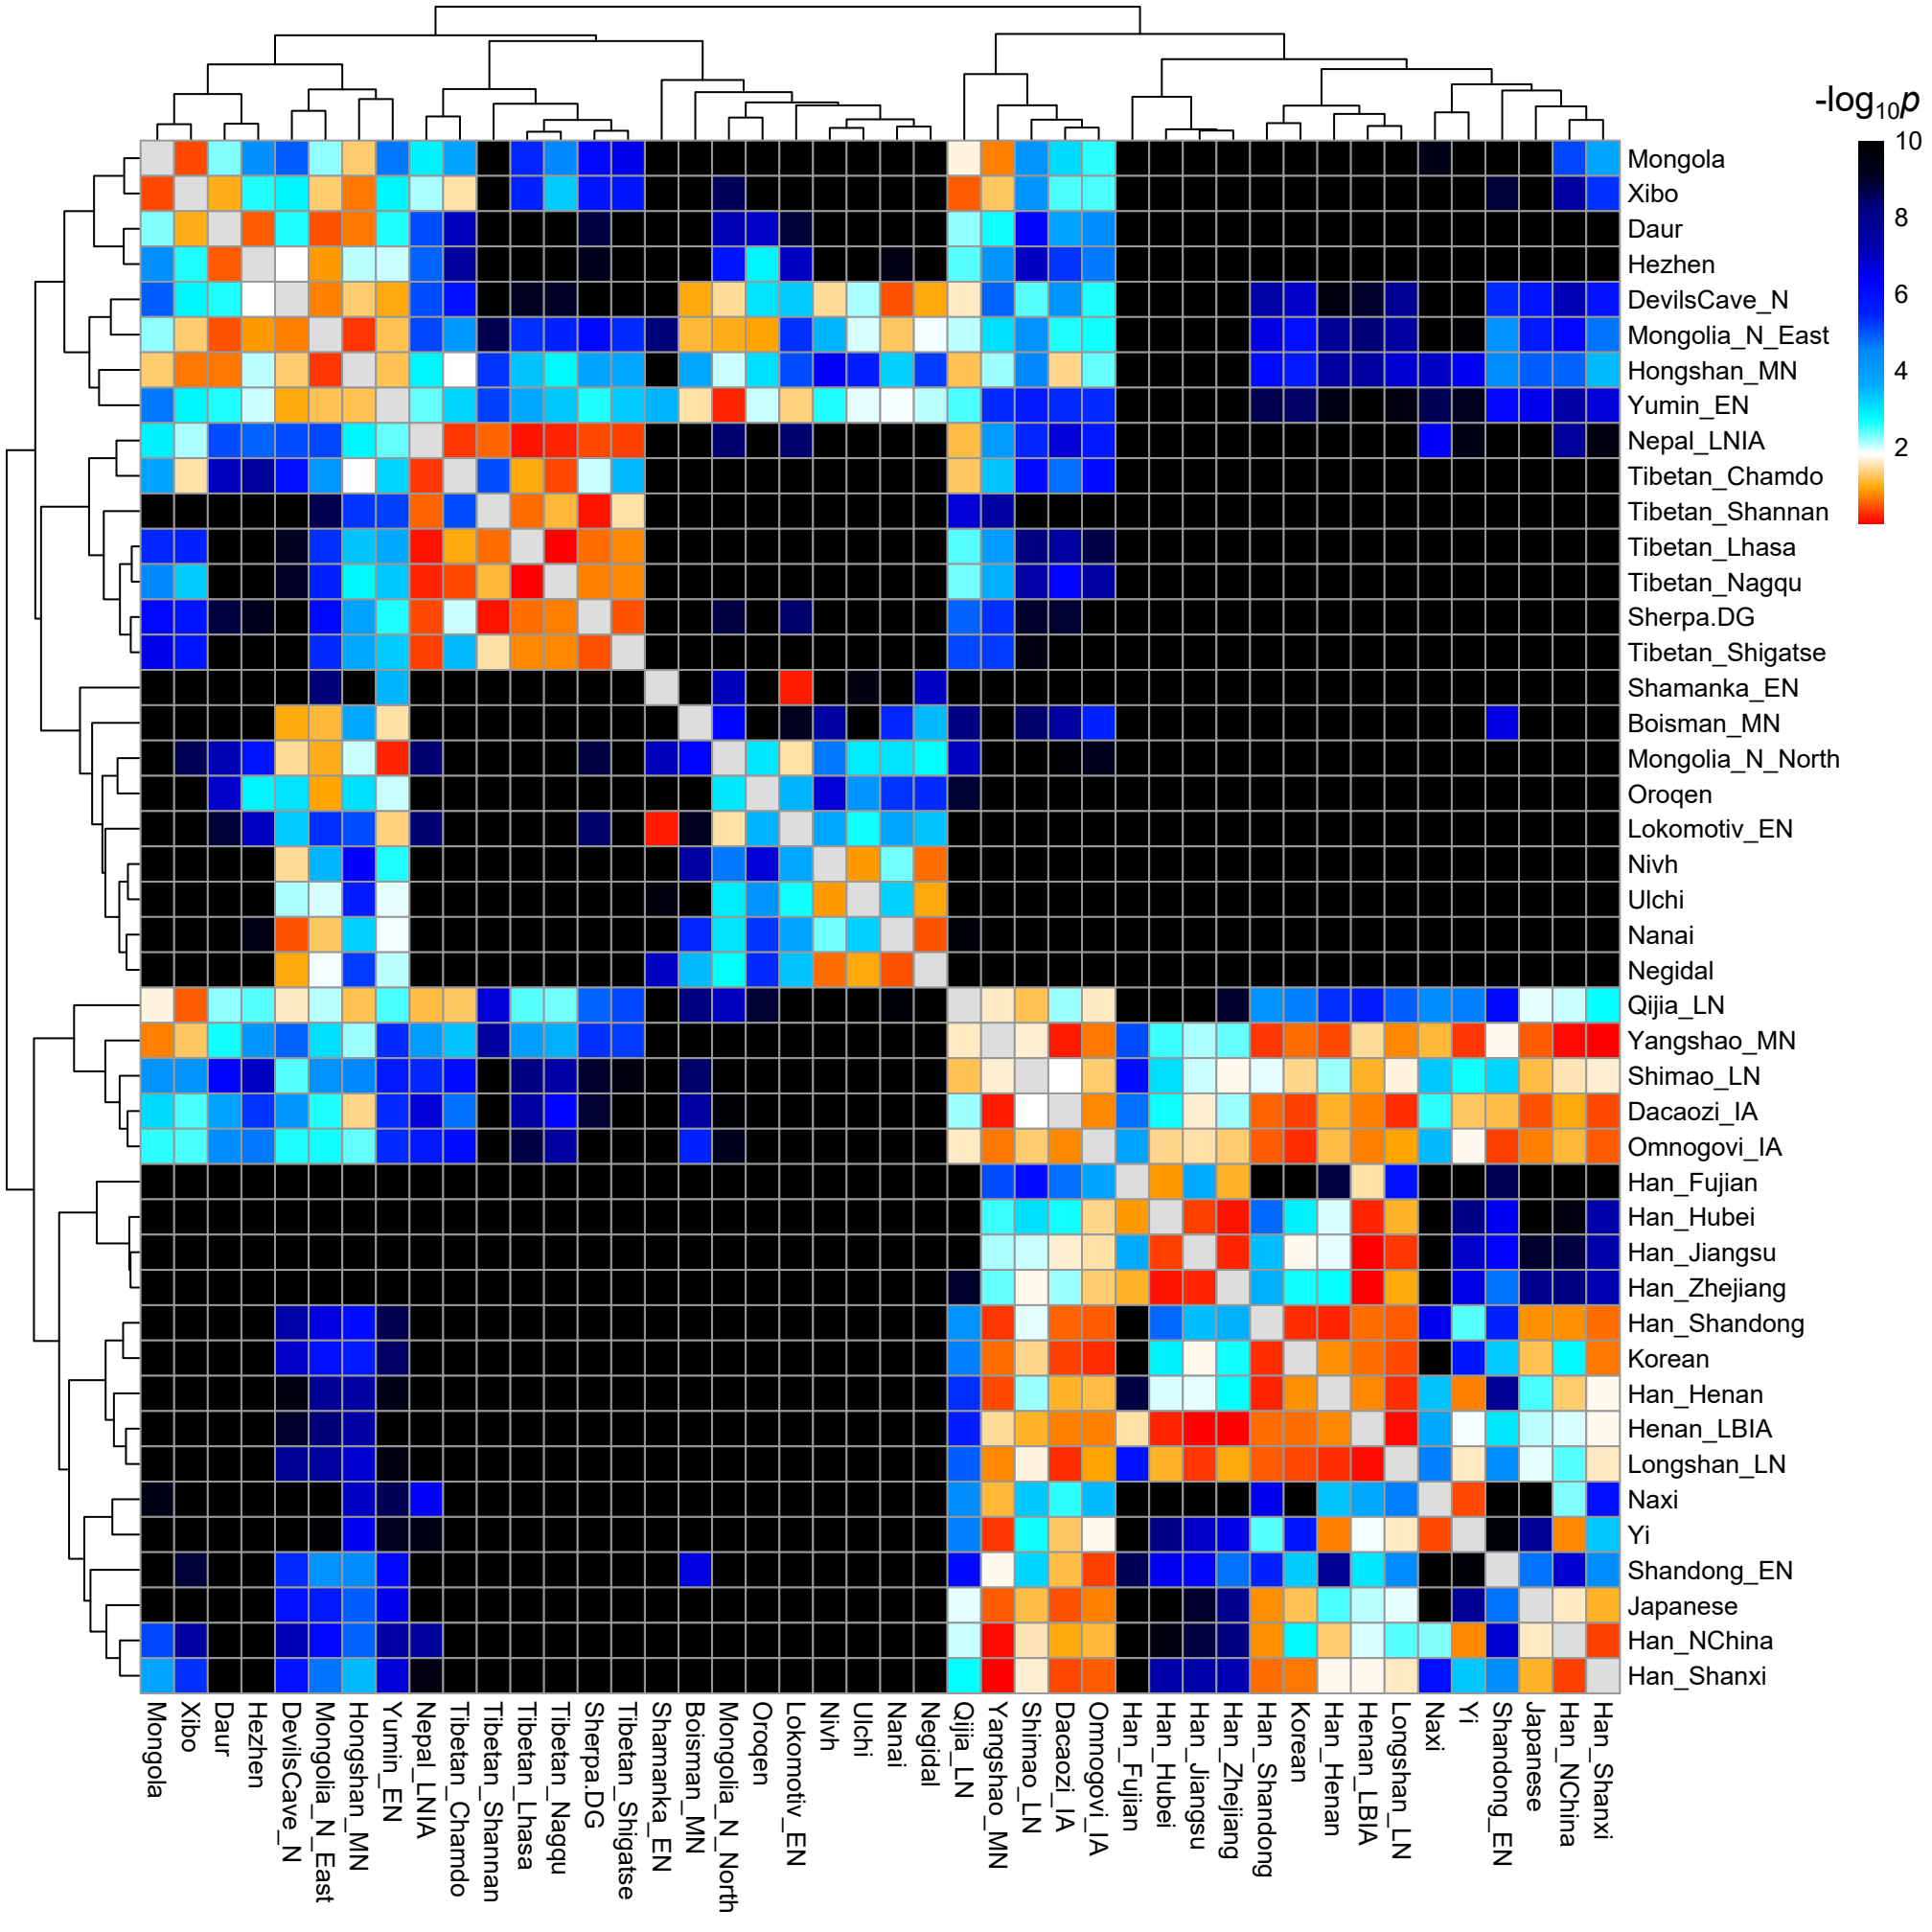 -log10p
10
8
6
4
2
Mongola
Xibo
Daur
Hezhen
DevilsCave_N
Mongolia_N_East
Hongshan_MN
Yumin_EN
Nepal_LNIA
Tibetan_Chamdo
Tibetan_Shannan
Tibetan_Lhasa
Tibetan_Nagqu
Sherpa.DG
Tibetan_Shigatse
Shamanka_EN
Boisman_MN
Mongolia_N_North
Oroqen
Lokomotiv_EN
Nivh
Ulchi
Nanai
Negidal
Qijia_LN
Yangshao_MN
Shimao_LN
Dacaozi_IA
Omnogovi_IA
Han_Fujian
Han_Hubei
Han_Jiangsu
Han_Zhejiang
Han_Shandong
Korean
Han_Henan
Henan_LBIA
Longshan_LN
Naxi
Yi
Shandong_EN
Japanese
Han_NChina
Han_Shanxi
Mongola
Xibo
Daur
Hezhen
DevilsCave_N
Mongolia_N_East
Hongshan_MN
Yumin_EN
Nepal_LNIA
Tibetan_Chamdo
Tibetan_Shannan
Tibetan_Lhasa
Tibetan_Nagqu
Sherpa.DG
Tibetan_Shigatse
Shamanka_EN
Boisman_MN
Mongolia_N_North
Oroqen
Lokomotiv_EN
Nivh
Ulchi
Nanai
Negidal
Qijia_LN
Yangshao_MN
Shimao_LN
Dacaozi_IA
Omnogovi_IA
Han_Fujian
Han_Hubei
Han_Jiangsu
Han_Zhejiang
Han_Shandong
Korean
Han_Henan
Henan_LBIA
Longshan_LN
Naxi
Yi
Shandong_EN
Japanese
Han_NChina
Han_Shanxi